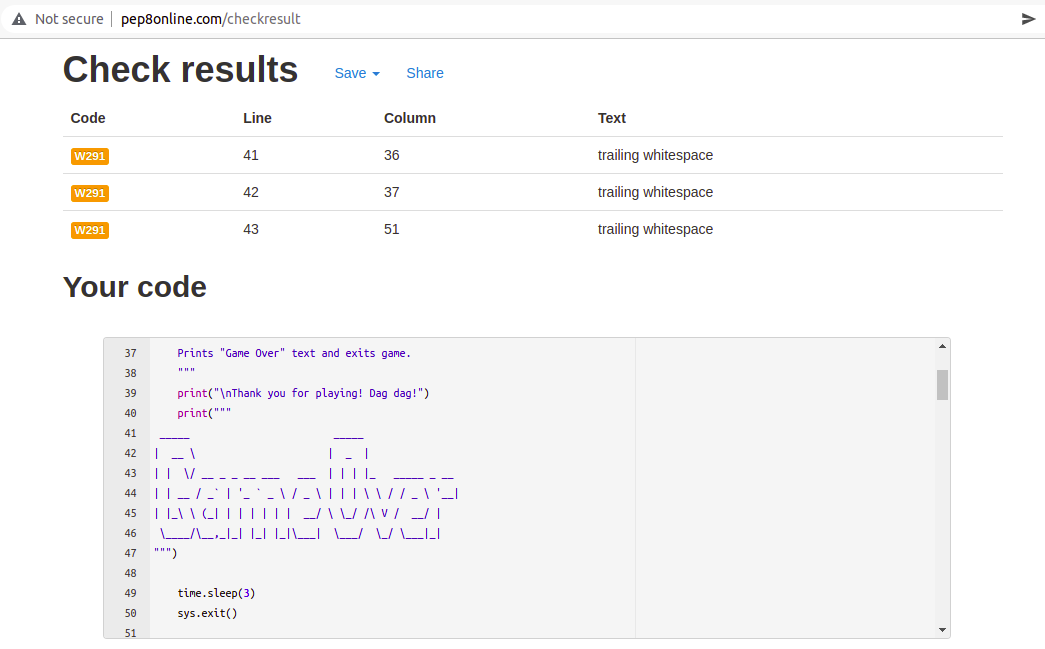 Not secure | pep8online.com/checkresult
Check results Save Share
Code Line Column Text
W291 41 36 trailing whitespace
W291 42 37 trailing whitespace
W291 43 51 trailing whitespace
Your code
37     Prints "Game Over" text and exits game.
38     """
39     print("\nThank you for playing! Dag dag!")
40     print("""
41  _____                        _____
42 |  __ \                      |  _  |
43 | |  \/ __ _ _ __ ___   ___  | | | |_   _____ _ __
44 | | __ / _` | '_ ` _ \ / _ \ | | | \ \ / / _ \ '__|
45 | |_\ \ (_| | | | | | |  __/ \ \_/ /\ V /  __/ |
46  \____/\__,_|_| |_| |_|\___|  \___/  \_/ \___|_|
47 """)
48
49     time.sleep(3)
50     sys.exit()
51